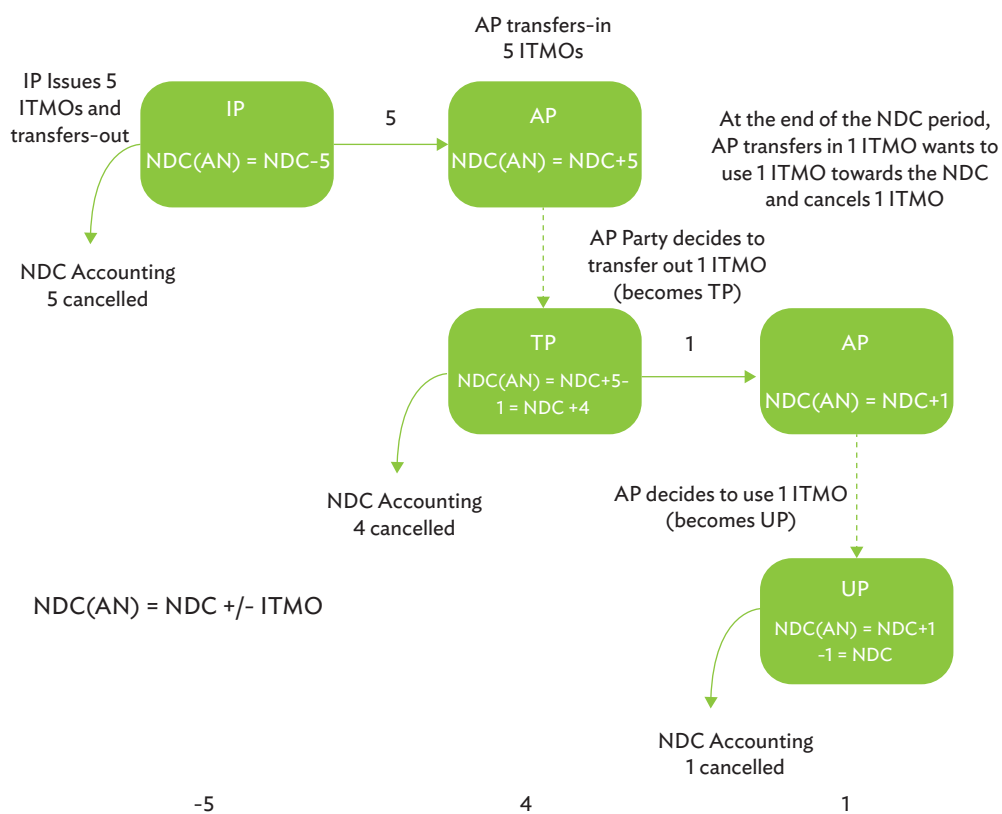 AP transfers-in
5 ITMOs
IP Issues 5
ITMOs and
transfers-out
IP
NDC(AN) = NDC-5
5
AP
NDC(AN) = NDC+5
At the end of the NDC period,
AP transfers in 1 ITMO wants to
use 1 ITMO towards the NDC
and cancels 1 ITMO
NDC Accounting
5 cancelled
AP Party decides to
transfer out 1 ITMO
(becomes TP)
TP
NDC(AN) = NDC+5-
1 = NDC +4
1
AP
NDC(AN) = NDC+1
NDC Accounting
4 cancelled
AP decides to use 1 ITMO
(becomes UP)
NDC(AN) = NDC +/- ITMO
UP
NDC(AN) = NDC+1
-1 = NDC
NDC Accounting
1 cancelled
-5
4
1